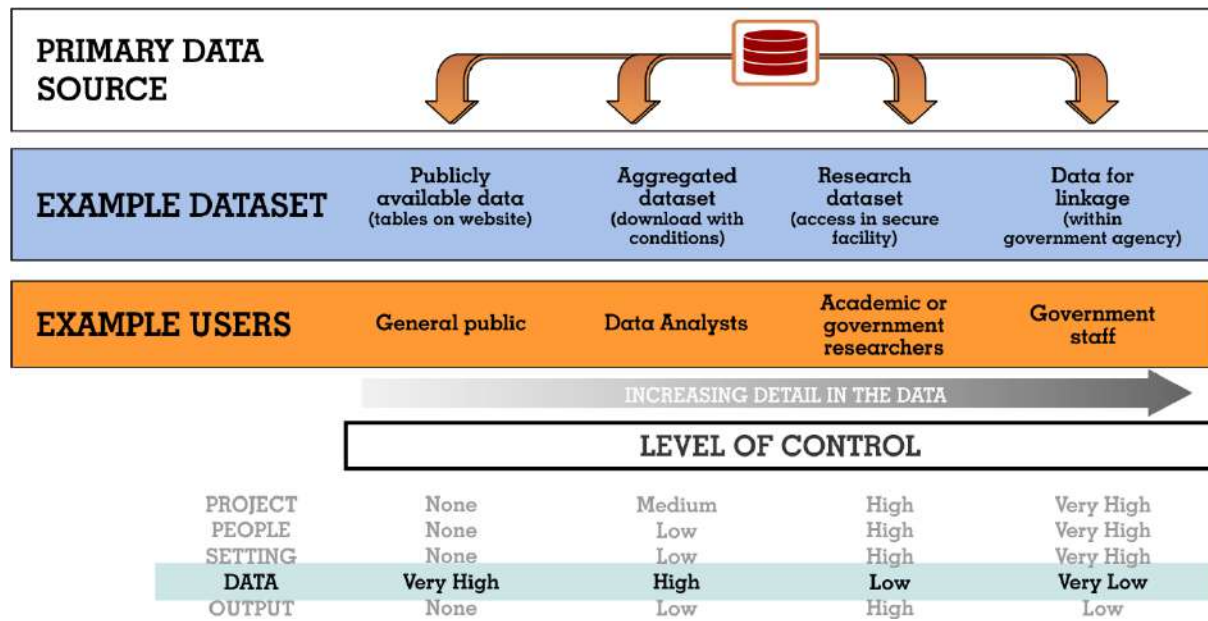 PRIMARY DATA
SOURCE
EXAMPLE DATASET
Publicly
available data
(tables on website)
Aggregated
dataset
(download with
conditions)
Research
dataset
(access in secure
facility)
Data for
linkage
(within
government agency)
EXAMPLE USERS
General public
Data Analysts
Academic or
government
researchers
Government
staff
INCREASING DETAIL IN THE DATA
LEVEL OF CONTROL
PROJECT None Medium High Very High
PEOPLE None Low High Very High
SETTING None Low High Very High
DATA Very High High Low Very Low
OUTPUT None Low High Low